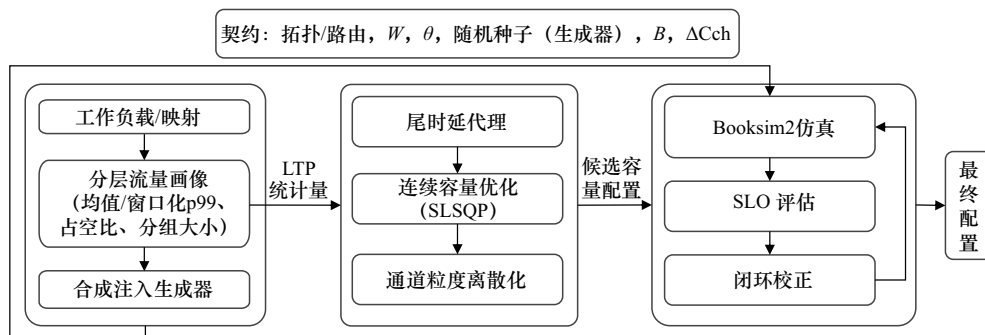 契约：拓扑/路由，W，θ，随机种子（生成器），B，ΔCch
工作负载/映射
分层流量画像
（均值/窗口化p99、
占空比、分组大小）
合成注入生成器
LTP
统计量
尾时延代理
连续容量优化
(SLSQP)
通道粒度离散化
候选容
量配置
Booksim2仿真
SLO 评估
闭环校正
最
终
配
置